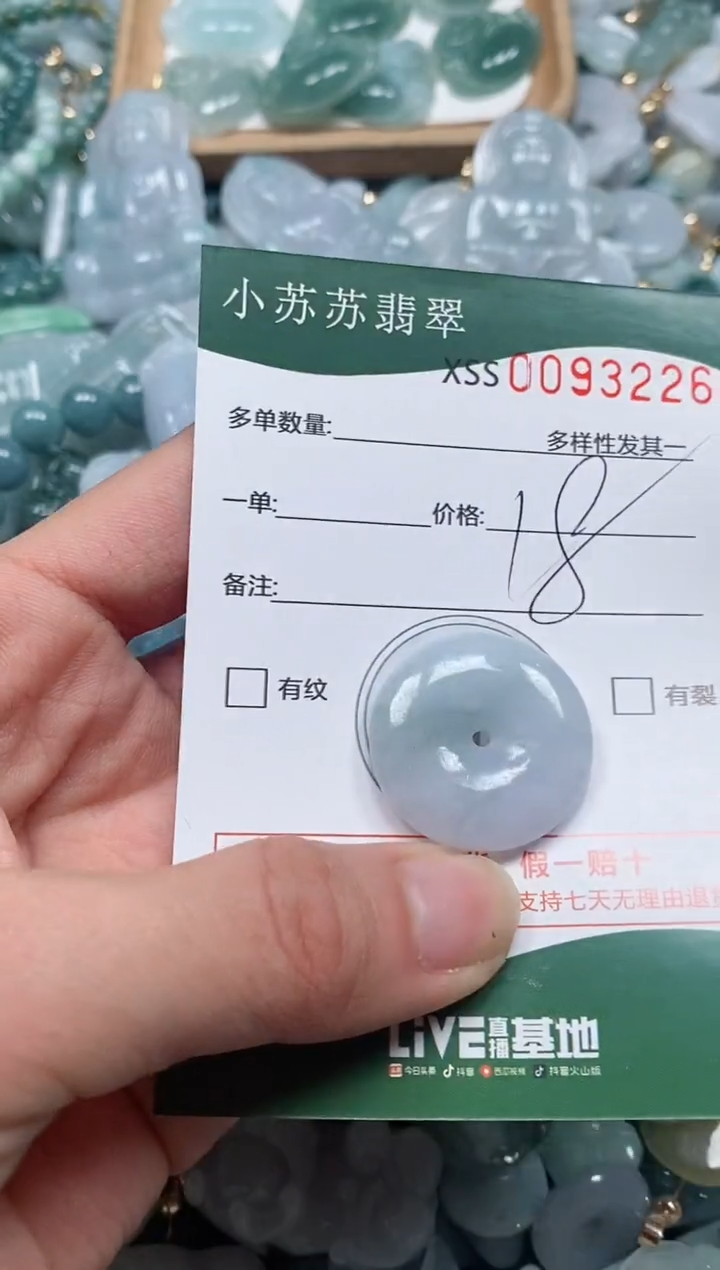 小苏苏翡翠
XSS 0093226
多单数量:
多样性发其一
一单:
价格: 18
备注:
有纹
有裂
假一赔十
支持七天无理由退
LiVE直播基地
今日头条 抖音 西瓜视频 抖音火山版